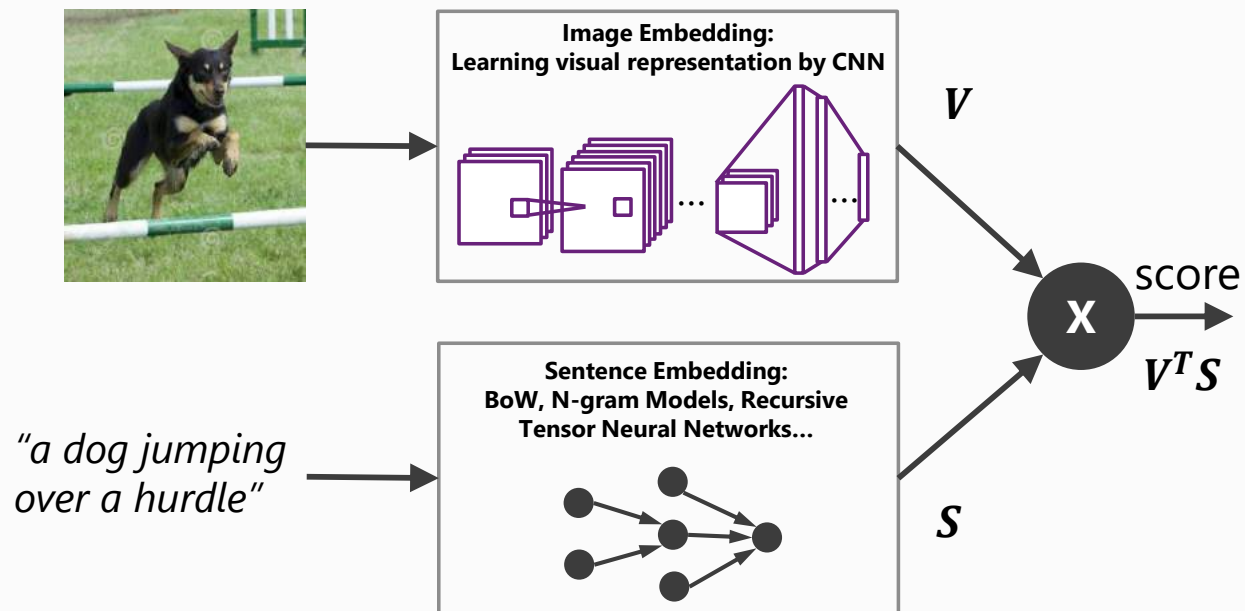 Image Embedding:
Learning visual representation by CNN
...
...
V
score
X
V^T S
Sentence Embedding:
BoW, N-gram Models, Recursive
Tensor Neural Networks...
“a dog jumping
over a hurdle”
S